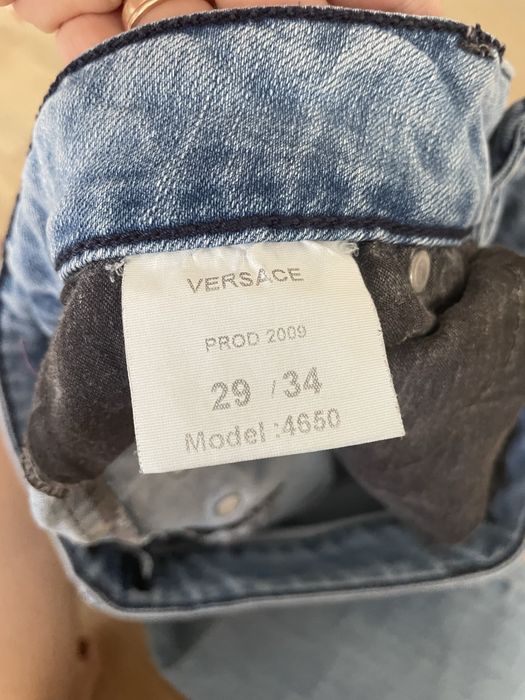 VERSACE
PROD 2009
29 / 34
Model :4650